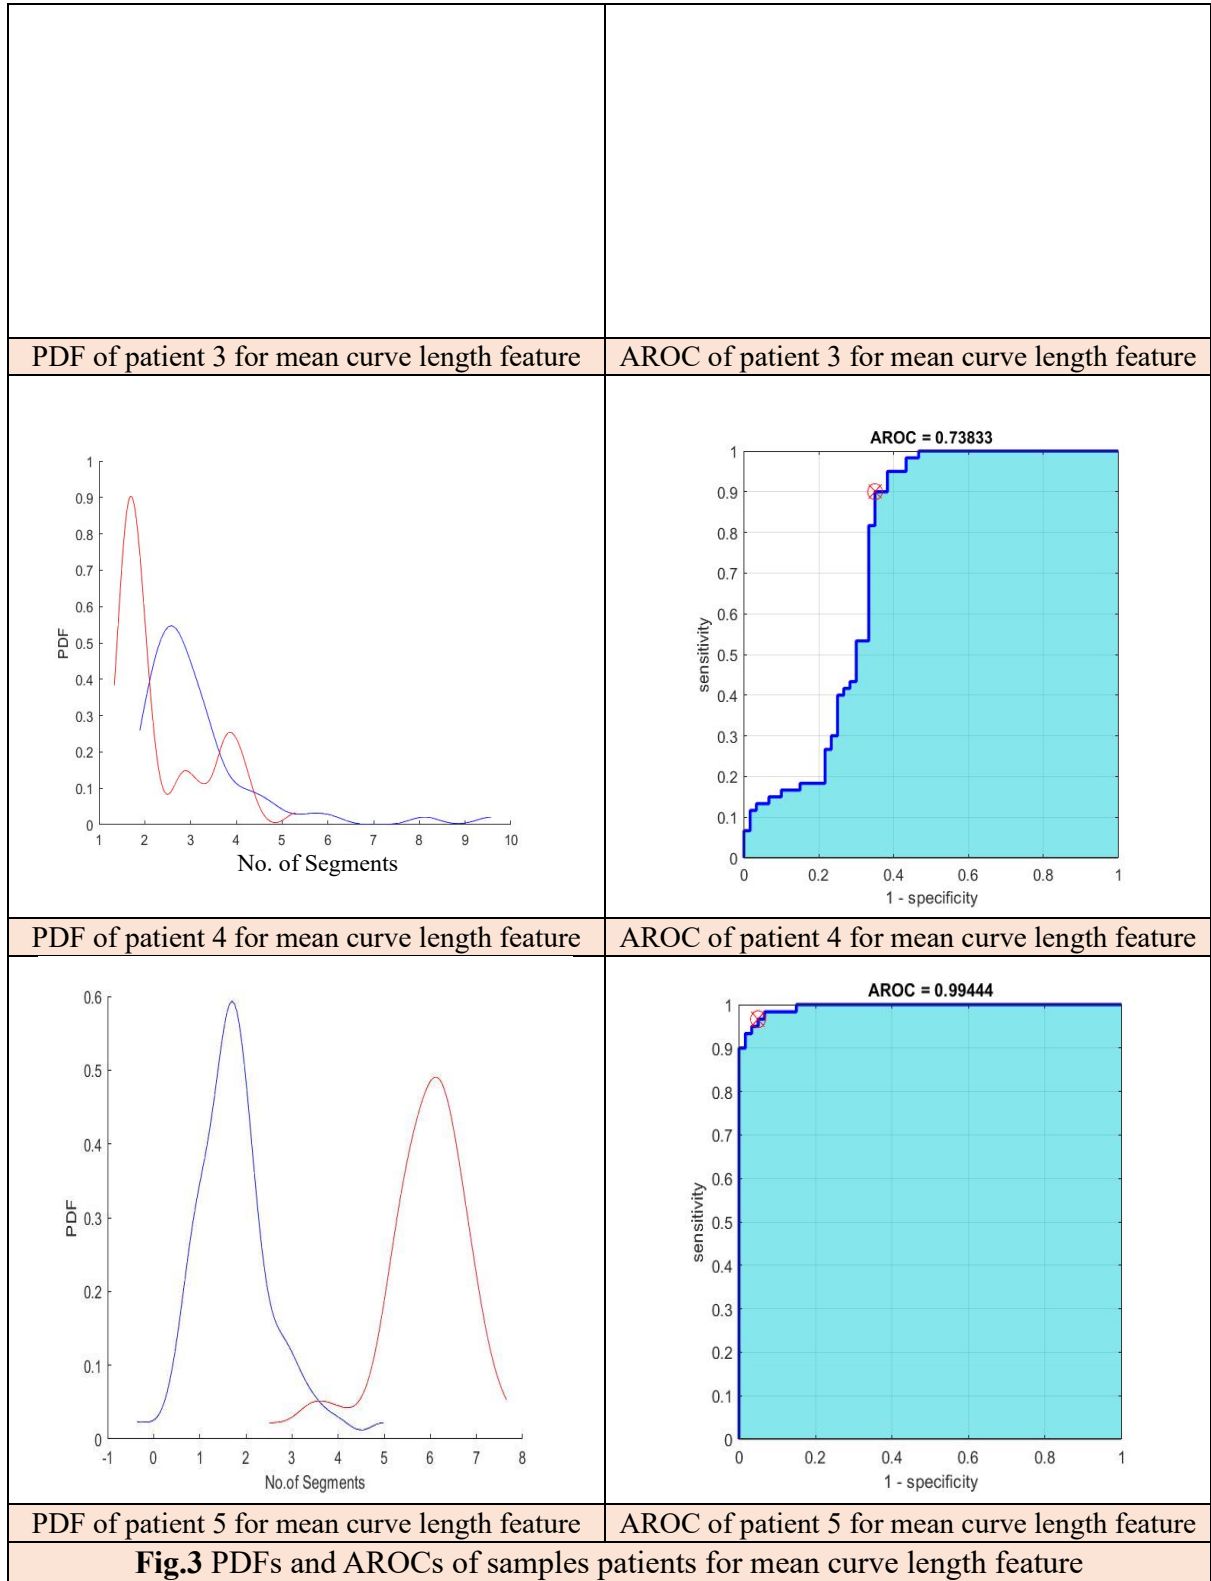 PDF of patient 3 for mean curve length feature
AROC of patient 3 for mean curve length feature
1
0.9
0.8
0.7
0.6
0.5
0.4
0.3
0.2
0.1
0
PDF
1 2 3 4 5 6 7 8 9 10
No. of Segments
AROC = 0.73833
1
0.9
0.8
0.7
0.6
0.5
0.4
0.3
0.2
0.1
0
sensitivity
0 0.2 0.4 0.6 0.8 1
1 - specificity
PDF of patient 4 for mean curve length feature
AROC of patient 4 for mean curve length feature
0.6
0.5
0.4
0.3
0.2
0.1
0
PDF
-1 0 1 2 3 4 5 6 7 8
No.of Segments
AROC = 0.99444
1
0.9
0.8
0.7
0.6
0.5
0.4
0.3
0.2
0.1
0
sensitivity
0 0.2 0.4 0.6 0.8 1
1 - specificity
PDF of patient 5 for mean curve length feature
AROC of patient 5 for mean curve length feature
Fig.3 PDFs and AROCs of samples patients for mean curve length feature